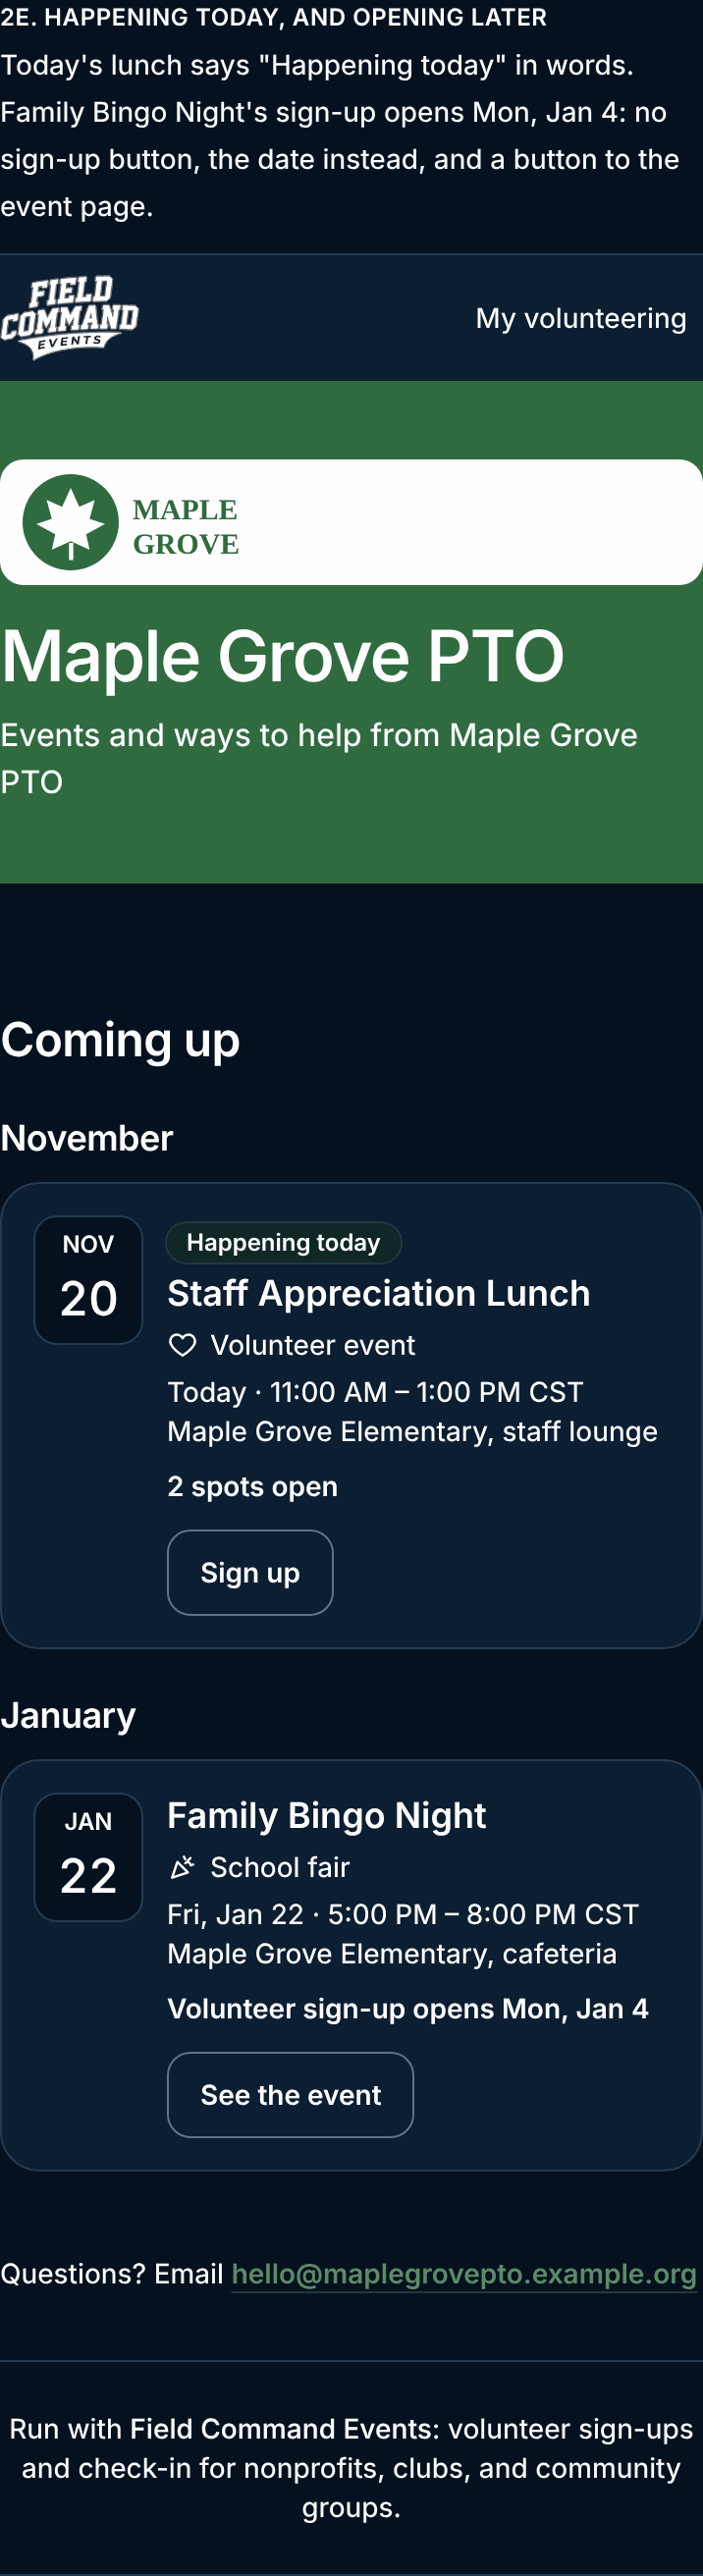 2E. HAPPENING TODAY, AND OPENING LATER
Today's lunch says "Happening today" in words.
Family Bingo Night's sign-up opens Mon, Jan 4: no
sign-up button, the date instead, and a button to the
event page.
FIELD
COMMAND
EVENTS
My volunteering
MAPLE
GROVE
Maple Grove PTO
Events and ways to help from Maple Grove
PTO
Coming up
November
NOV
20
Happening today
Staff Appreciation Lunch
Volunteer event
Today · 11:00 AM – 1:00 PM CST
Maple Grove Elementary, staff lounge
2 spots open
Sign up
January
JAN
22
Family Bingo Night
School fair
Fri, Jan 22 · 5:00 PM – 8:00 PM CST
Maple Grove Elementary, cafeteria
Volunteer sign-up opens Mon, Jan 4
See the event
Questions? Email hello@maplegrovepto.example.org
Run with Field Command Events: volunteer sign-ups
and check-in for nonprofits, clubs, and community
groups.